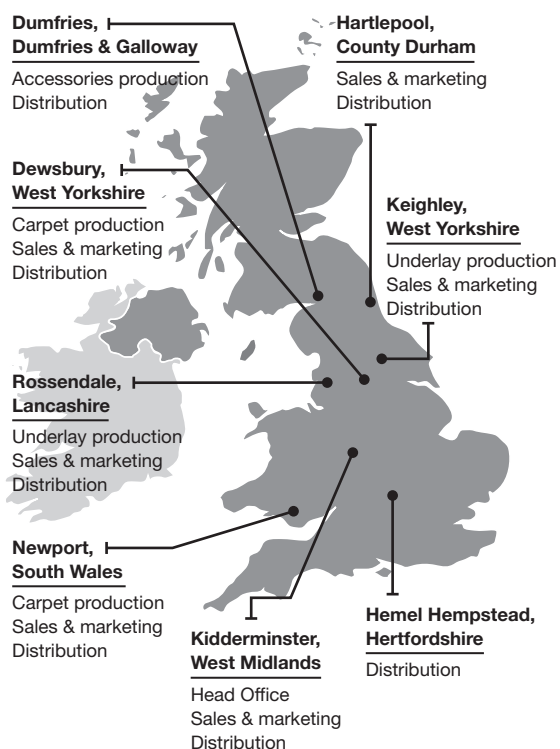 Dumfries,
Dumfries & Galloway
Accessories production
Distribution
Hartlepool,
County Durham
Sales & marketing
Distribution
Dewsbury,
West Yorkshire
Carpet production
Sales & marketing
Distribution
Keighley,
West Yorkshire
Underlay production
Sales & marketing
Distribution
Rossendale,
Lancashire
Underlay production
Sales & marketing
Distribution
Newport,
South Wales
Carpet production
Sales & marketing
Distribution
Kidderminster,
West Midlands
Head Office
Sales & marketing
Distribution
Hemel Hempstead,
Hertfordshire
Distribution